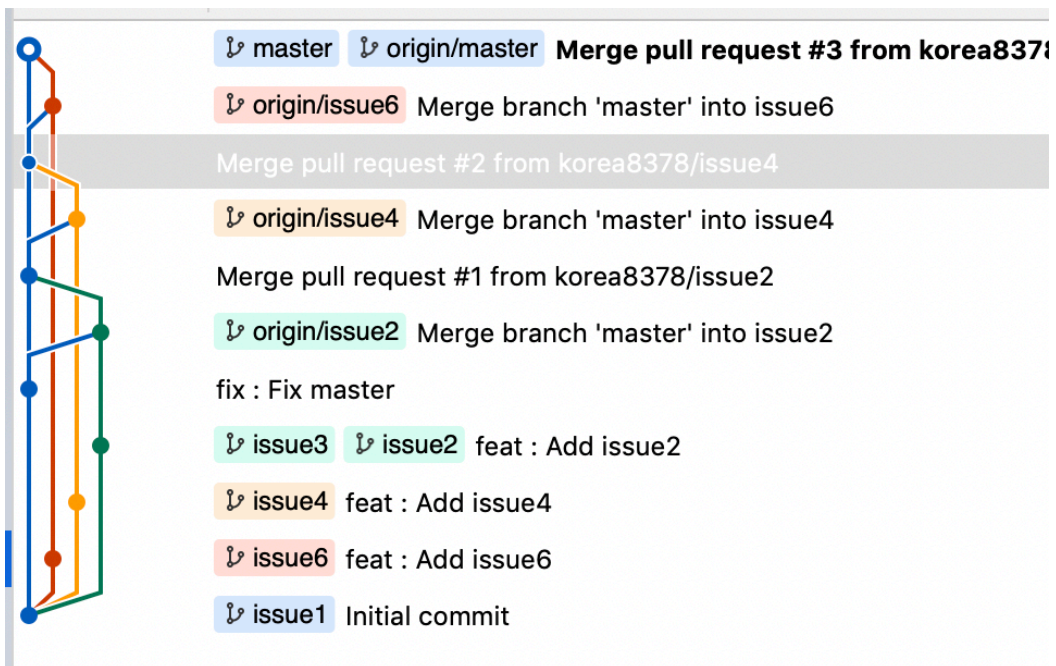 master origin/master Merge pull request #3 from korea8378
origin/issue6 Merge branch 'master' into issue6
Merge pull request #2 from korea8378/issue4
origin/issue4 Merge branch 'master' into issue4
Merge pull request #1 from korea8378/issue2
origin/issue2 Merge branch 'master' into issue2
fix : Fix master
issue3 issue2 feat : Add issue2
issue4 feat : Add issue4
issue6 feat : Add issue6
issue1 Initial commit